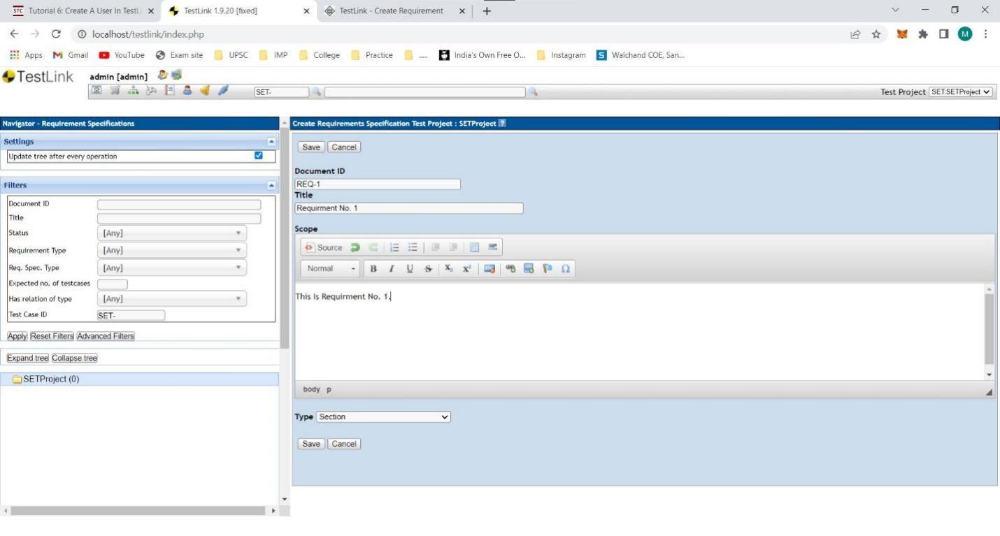 Tutorial 6: Create A User In TestL
TestLink 1.9.20 [fixed]
TestLink - Create Requirement
localhost/testlink/index.php
M
Apps Gmail YouTube Exam site UPSC IMP College Practice ..... India's Own Free O... Instagram Walchand COE, San...
TestLink admin [admin]
SET-
Test Project SET:SETProject
Navigator - Requirement Specifications
Settings
Update tree after every operation
Filters
Document ID
Title
Status [Any]
Requirement Type [Any]
Req. Spec. Type [Any]
Expected no. of testcases
Has relation of type [Any]
Test Case ID SET-
Apply Reset Filters Advanced Filters
Expand tree Collapse tree
SETProject (0)
Create Requirements Specification Test Project : SETProject ?
Save Cancel
Document ID
REQ-1
Title
Requirment No. 1
Scope
Source
Normal B I U S X₂ X² Ω
This Is Requirment No. 1.
body p
Type Section
Save Cancel